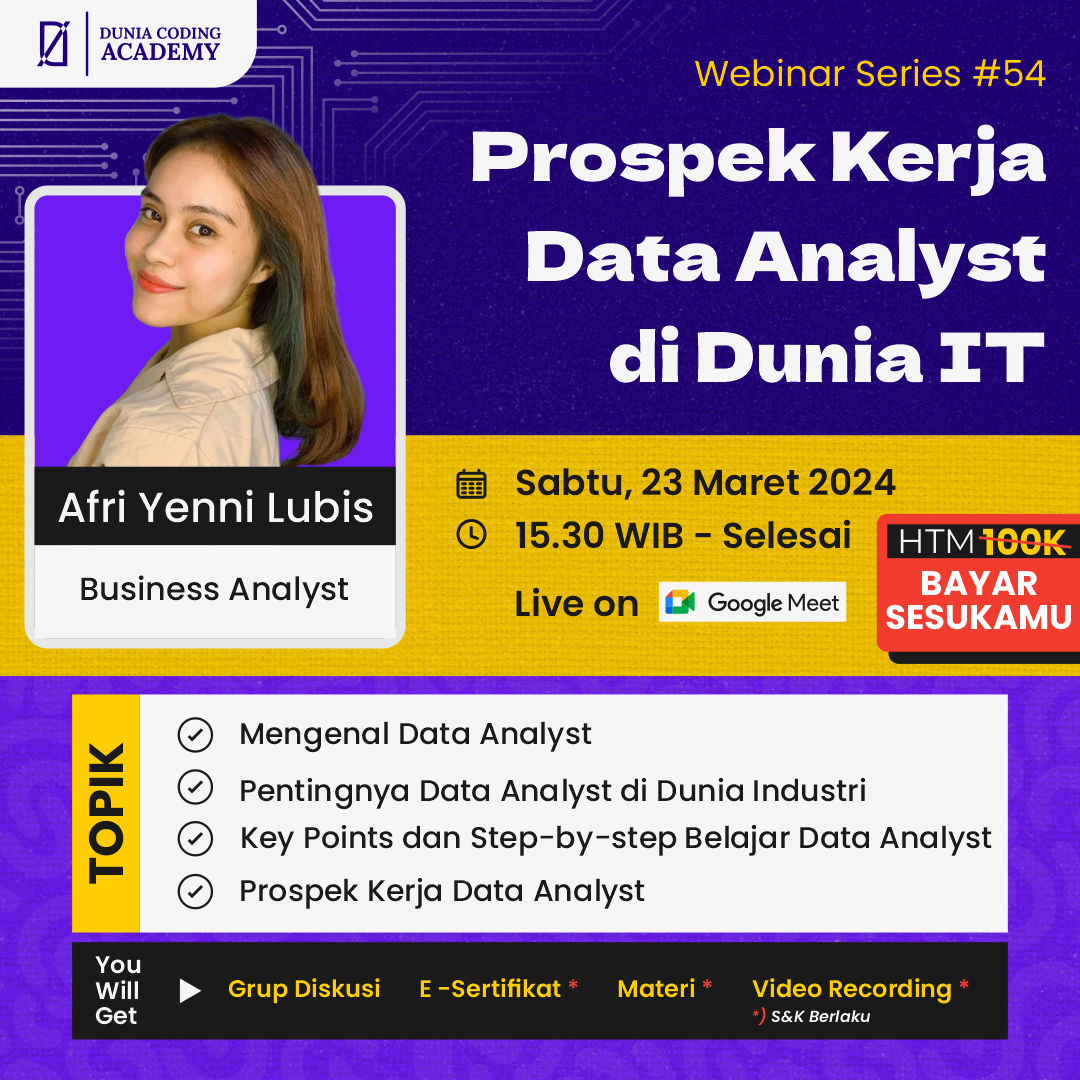 DUNIA CODING
ACADEMY
Webinar Series #54
Prospek Kerja
Data Analyst
di Dunia IT
Afri Yenni Lubis
Business Analyst
Sabtu, 23 Maret 2024
15.30 WIB - Selesai
Live on Google Meet
HTM 100K
BAYAR
SESUKAMU
TOPIK
Mengenal Data Analyst
Pentingnya Data Analyst di Dunia Industri
Key Points dan Step-by-step Belajar Data Analyst
Prospek Kerja Data Analyst
You
Will
Get
Grup Diskusi E -Sertifikat * Materi * Video Recording *
*) S&K Berlaku